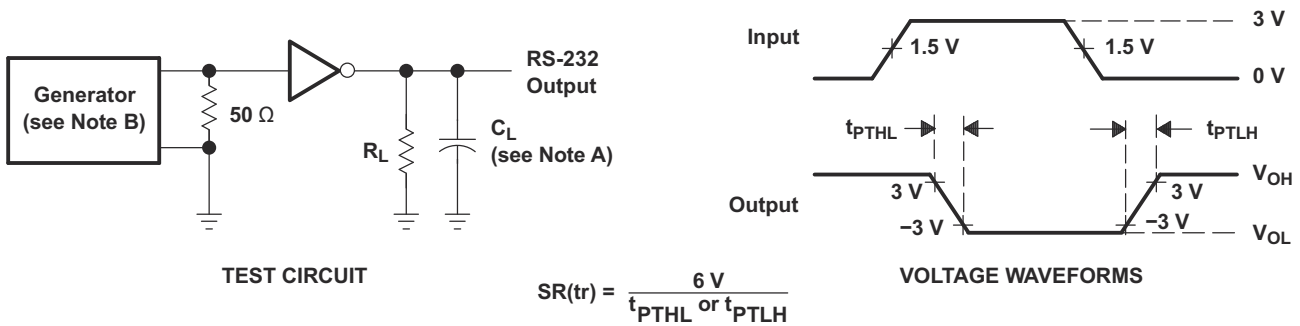 Generator
(see Note B)
50 Ω
RS-232
Output
R_L
C_L
(see Note A)
TEST CIRCUIT
Input
3 V
1.5 V
1.5 V
0 V
t_PTHL
t_PTLH
Output
V_OH
3 V
3 V
−3 V
−3 V
V_OL
VOLTAGE WAVEFORMS
SR(tr) = 6 V / t_PTHL or t_PTLH